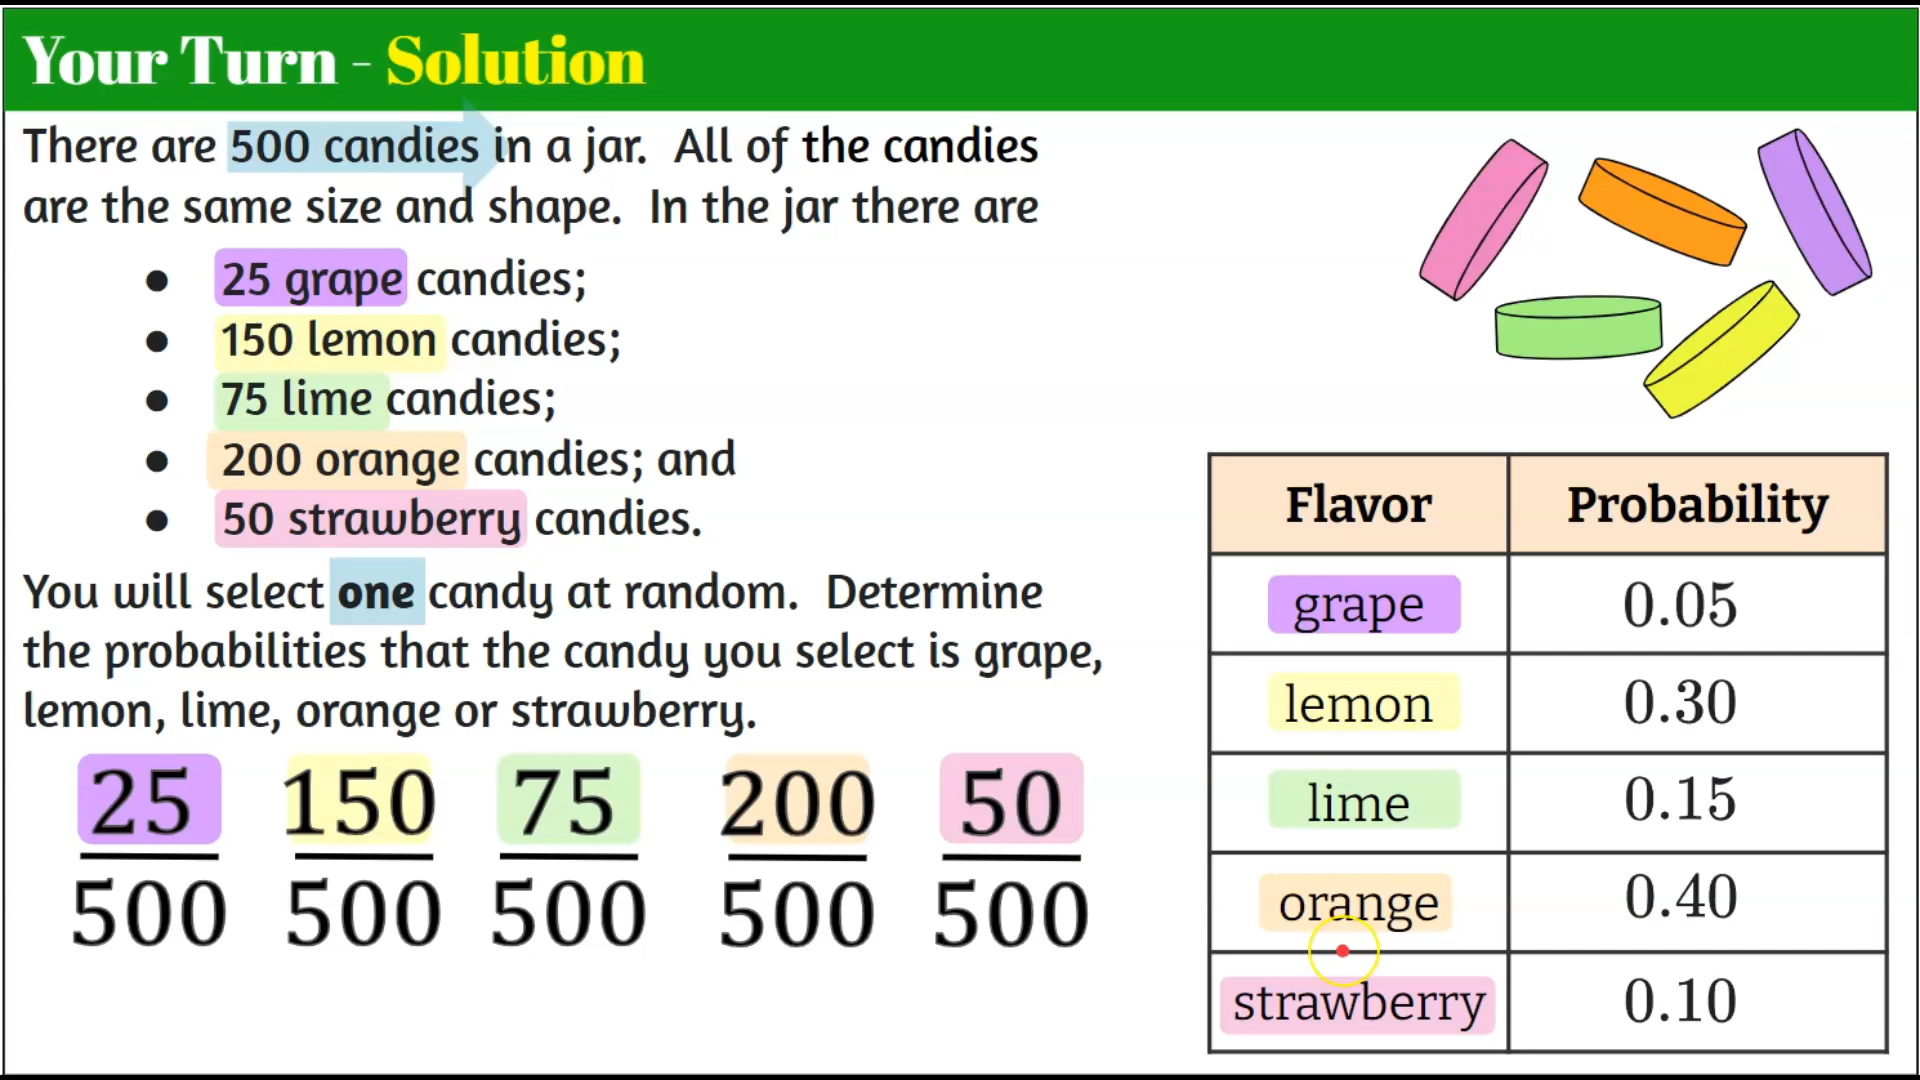 Your Turn - Solution
There are 500 candies in a jar. All of the candies
are the same size and shape. In the jar there are
● 25 grape candies;
● 150 lemon candies;
● 75 lime candies;
● 200 orange candies; and
● 50 strawberry candies.
You will select one candy at random. Determine
the probabilities that the candy you select is grape,
lemon, lime, orange or strawberry.
25 150 75 200 50
500 500 500 500 500
Flavor Probability
grape 0.05
lemon 0.30
lime 0.15
orange 0.40
strawberry 0.10